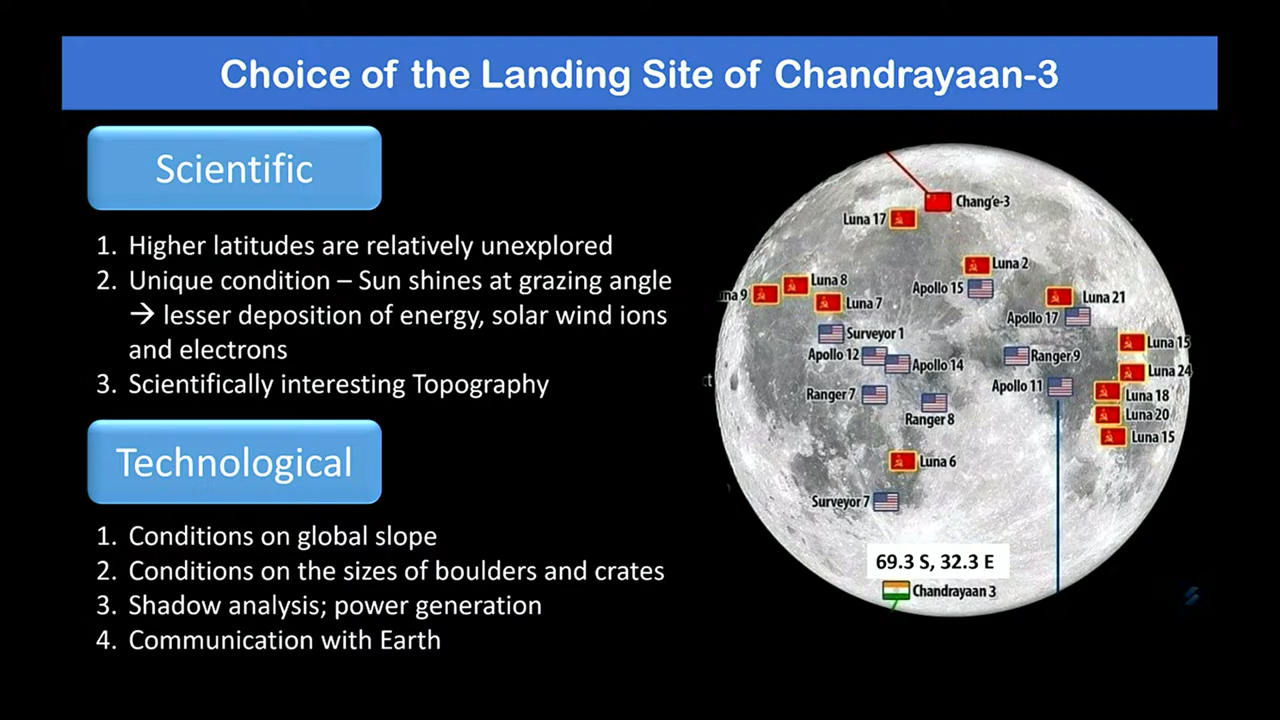 Choice of the Landing Site of Chandrayaan-3
Scientific
1. Higher latitudes are relatively unexplored
2. Unique condition – Sun shines at grazing angle
→ lesser deposition of energy, solar wind ions
and electrons
3. Scientifically interesting Topography
Technological
1. Conditions on global slope
2. Conditions on the sizes of boulders and crates
3. Shadow analysis; power generation
4. Communication with Earth
Chang'e-3
Luna 17
Luna 2
Luna 8
Apollo 15
una 9
Luna 7
Luna 21
Apollo 17
Surveyor 1
Luna 15
Apollo 12
Ranger 9
Apollo 14
Luna 24
ct
Apollo 11
Ranger 7
Luna 18
Ranger 8
Luna 20
Luna 15
Luna 6
Surveyor 7
69.3 S, 32.3 E
Chandrayaan 3